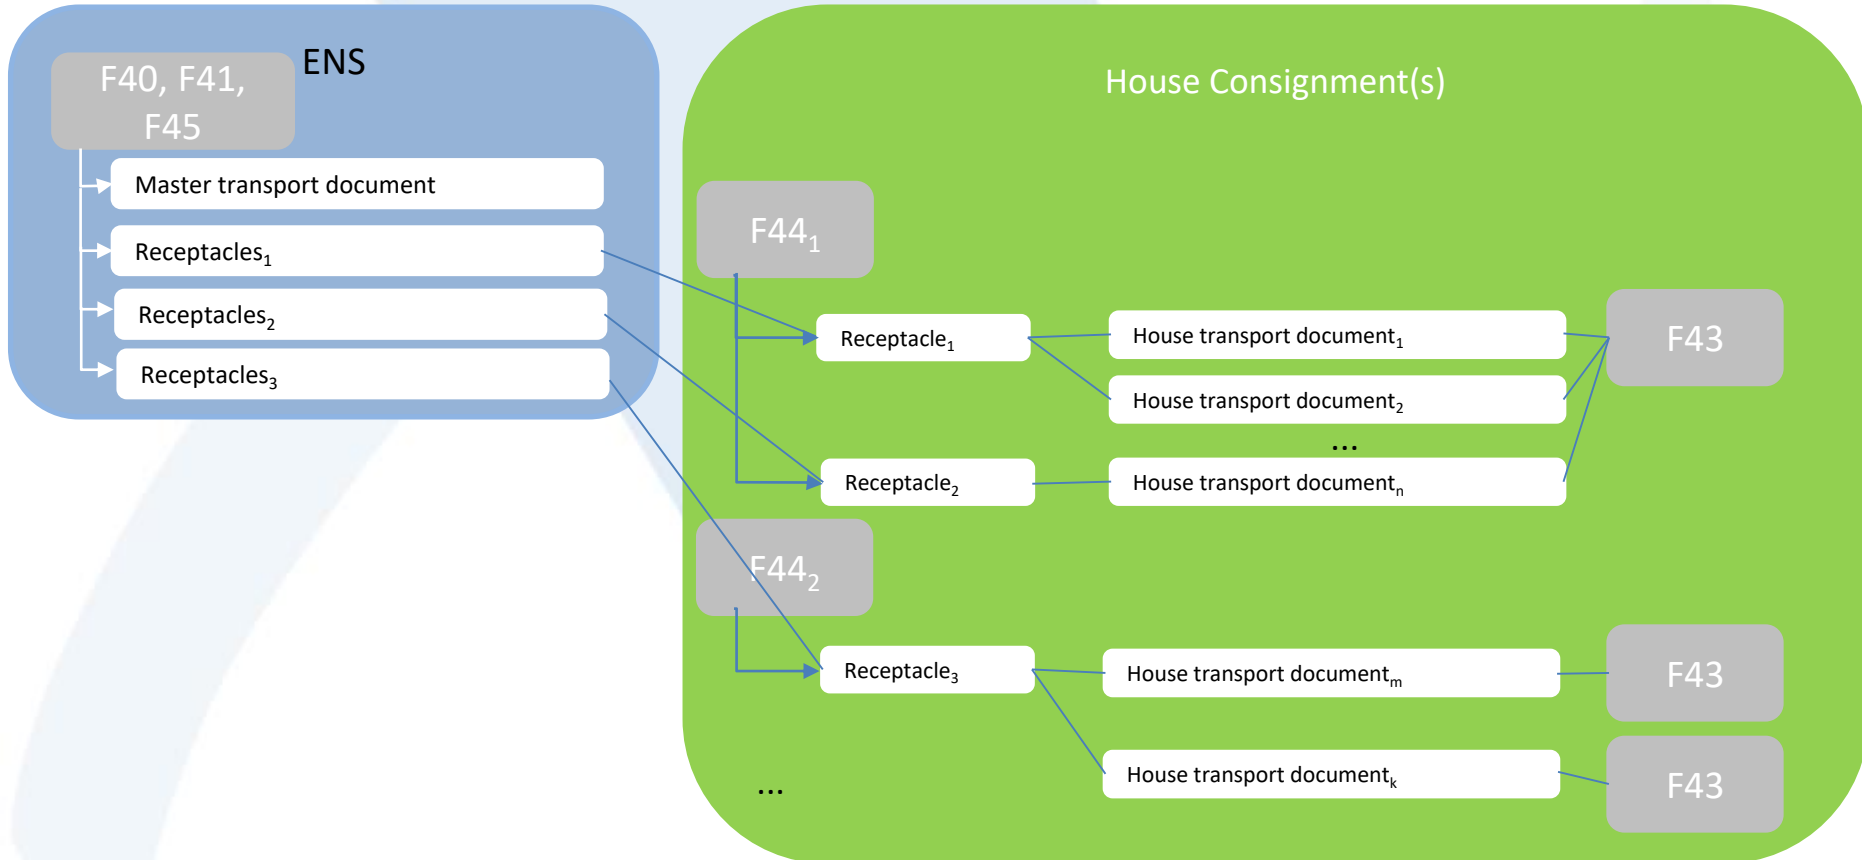 ENS
F40, F41,
F45
Master transport document
Receptacles₁
Receptacles₂
Receptacles₃
House Consignment(s)
F44₁
Receptacle₁
House transport document₁
F43
House transport document₂
...
Receptacle₂
House transport documentₙ
F44₂
Receptacle₃
House transport documentₘ
F43
House transport documentₖ
F43
...